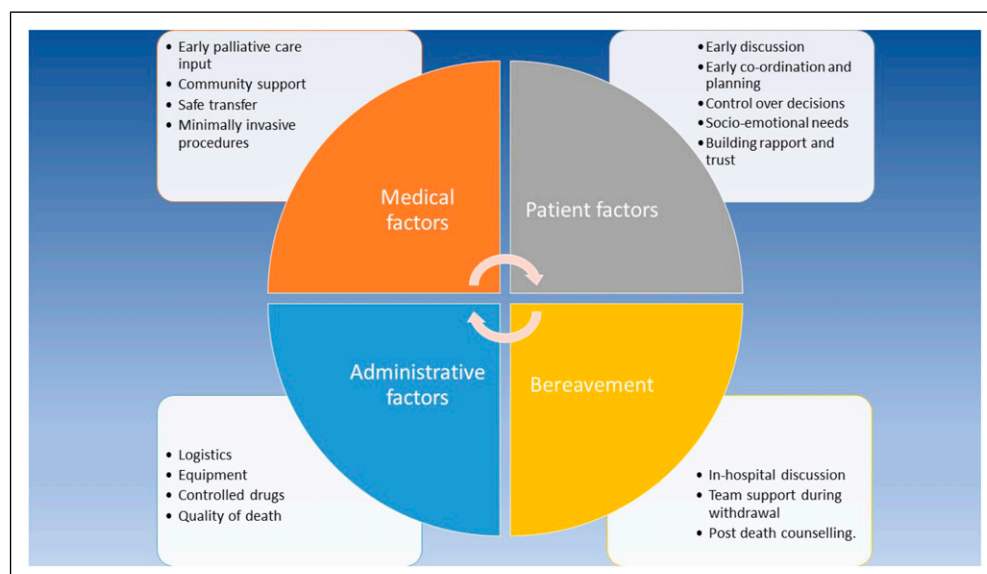 • Early palliative care
input
• Community support
• Safe transfer
• Minimally invasive
procedures
• Early discussion
• Early co-ordination and
planning
• Control over decisions
• Socio-emotional needs
• Building rapport and
trust
Medical
factors
Patient factors
Administrative
factors
Bereavement
• Logistics
• Equipment
• Controlled drugs
• Quality of death
• In-hospital discussion
• Team support during
withdrawal
• Post death counselling.